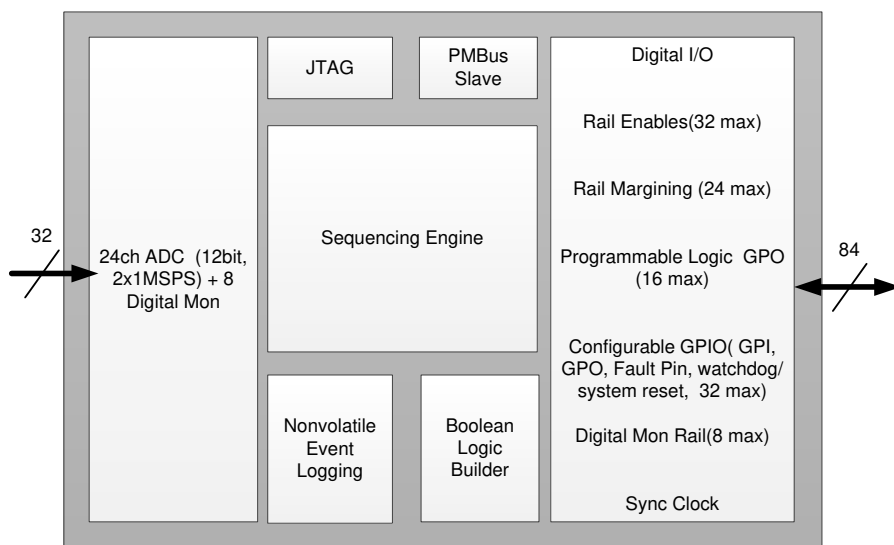 32
24ch ADC (12bit,
2x1MSPS) + 8
Digital Mon
JTAG
PMBus
Slave
Sequencing Engine
Nonvolatile
Event
Logging
Boolean
Logic
Builder
Digital I/O
Rail Enables(32 max)
Rail Margining (24 max)
Programmable Logic GPO
(16 max)
Configurable GPIO( GPI,
GPO, Fault Pin, watchdog/
system reset, 32 max)
Digital Mon Rail(8 max)
Sync Clock
84